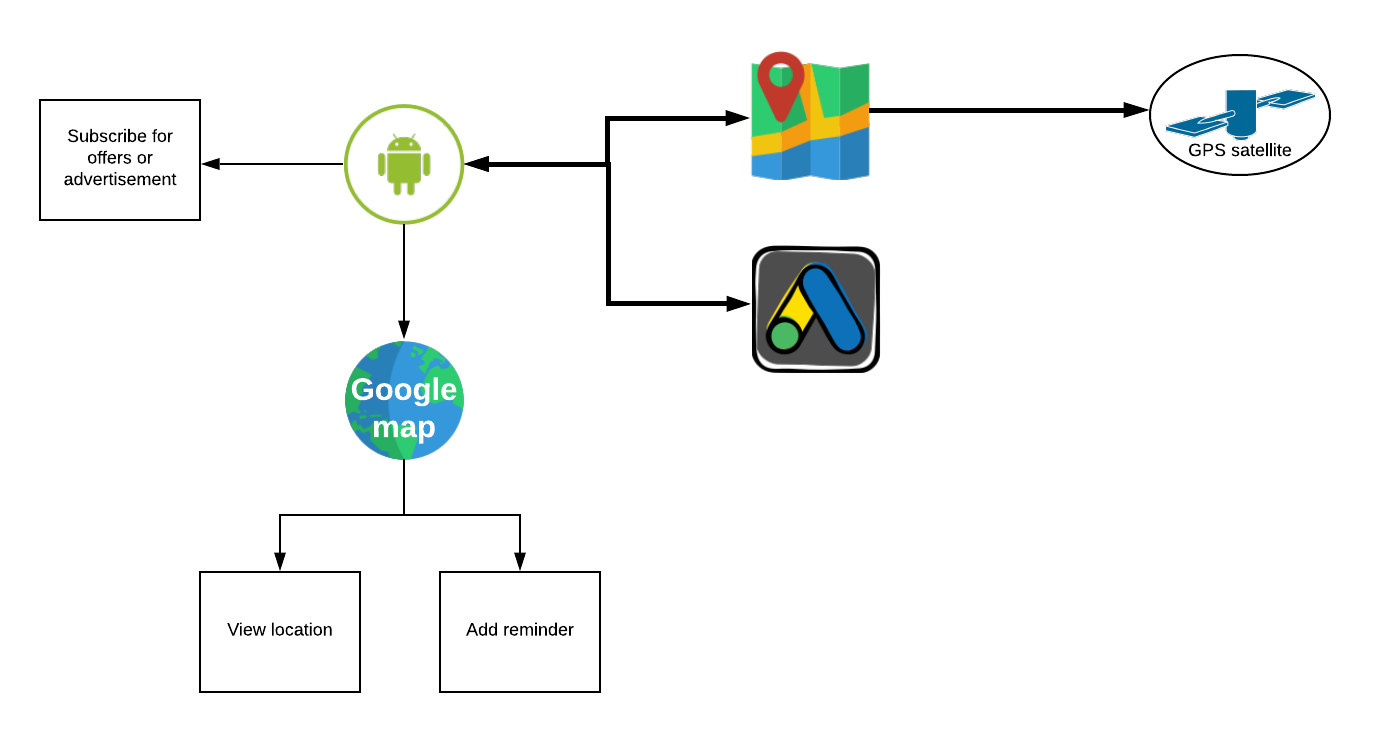 Subscribe for
offers or
advertisement
GPS satellite
Google
map
View location
Add reminder